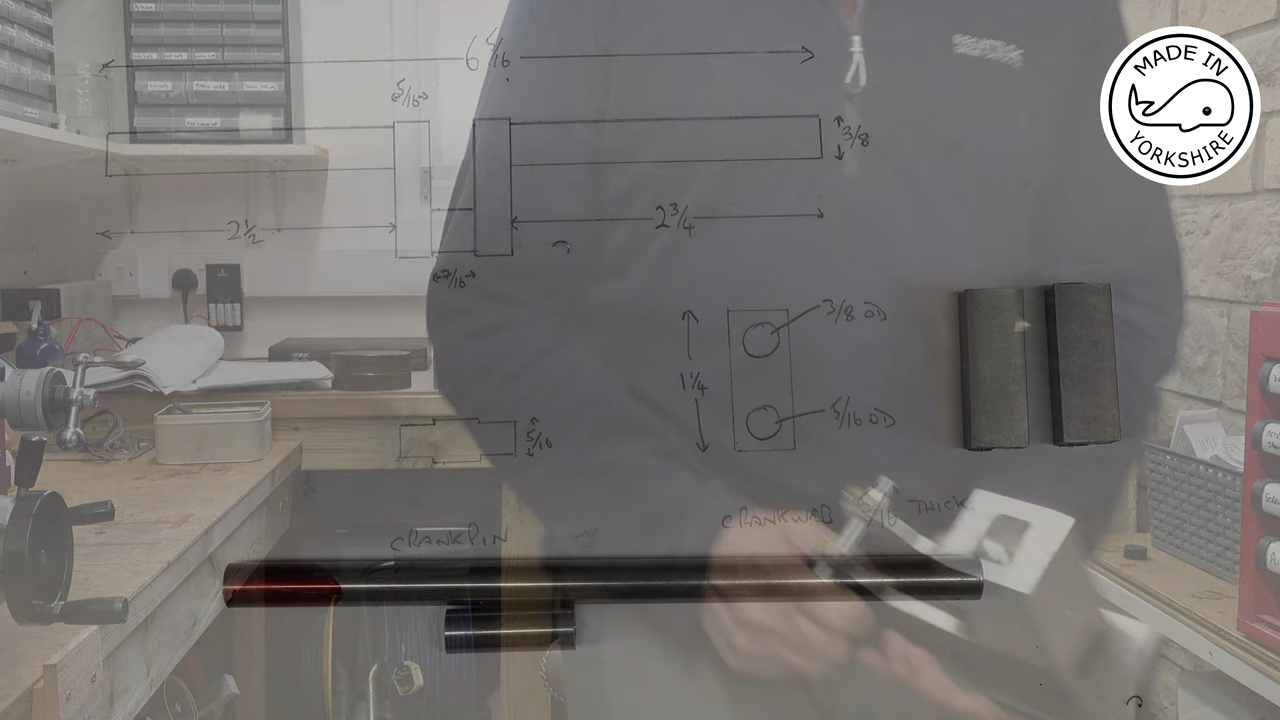 6 5/16
5/16
3/8
2 1/2
2 3/4
7/16
3/8 OD
1 1/4
5/16 OD
5/16
CRANKPIN
CRANKWEB 5/16" THICK
MADE IN
YORKSHIRE